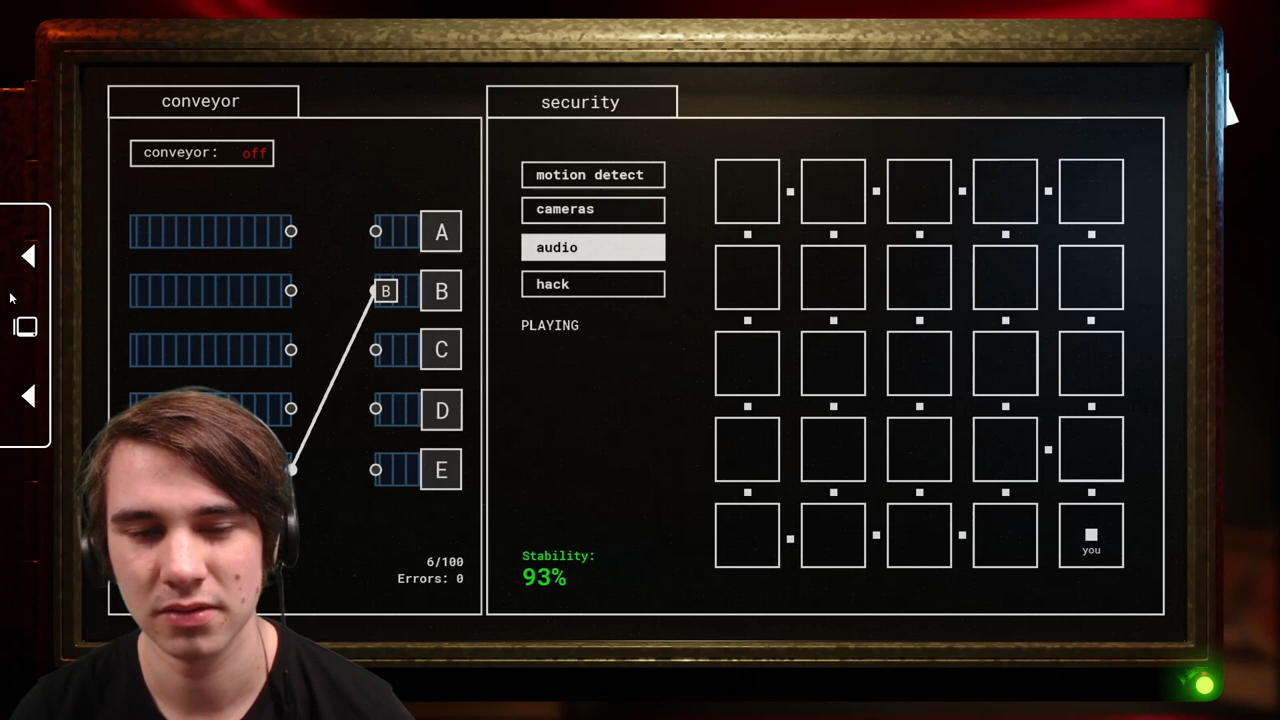 conveyor
conveyor: off
A
B
B
C
D
E
6/100
Errors: 0
security
motion detect
cameras
audio
hack
PLAYING
Stability:
93%
you